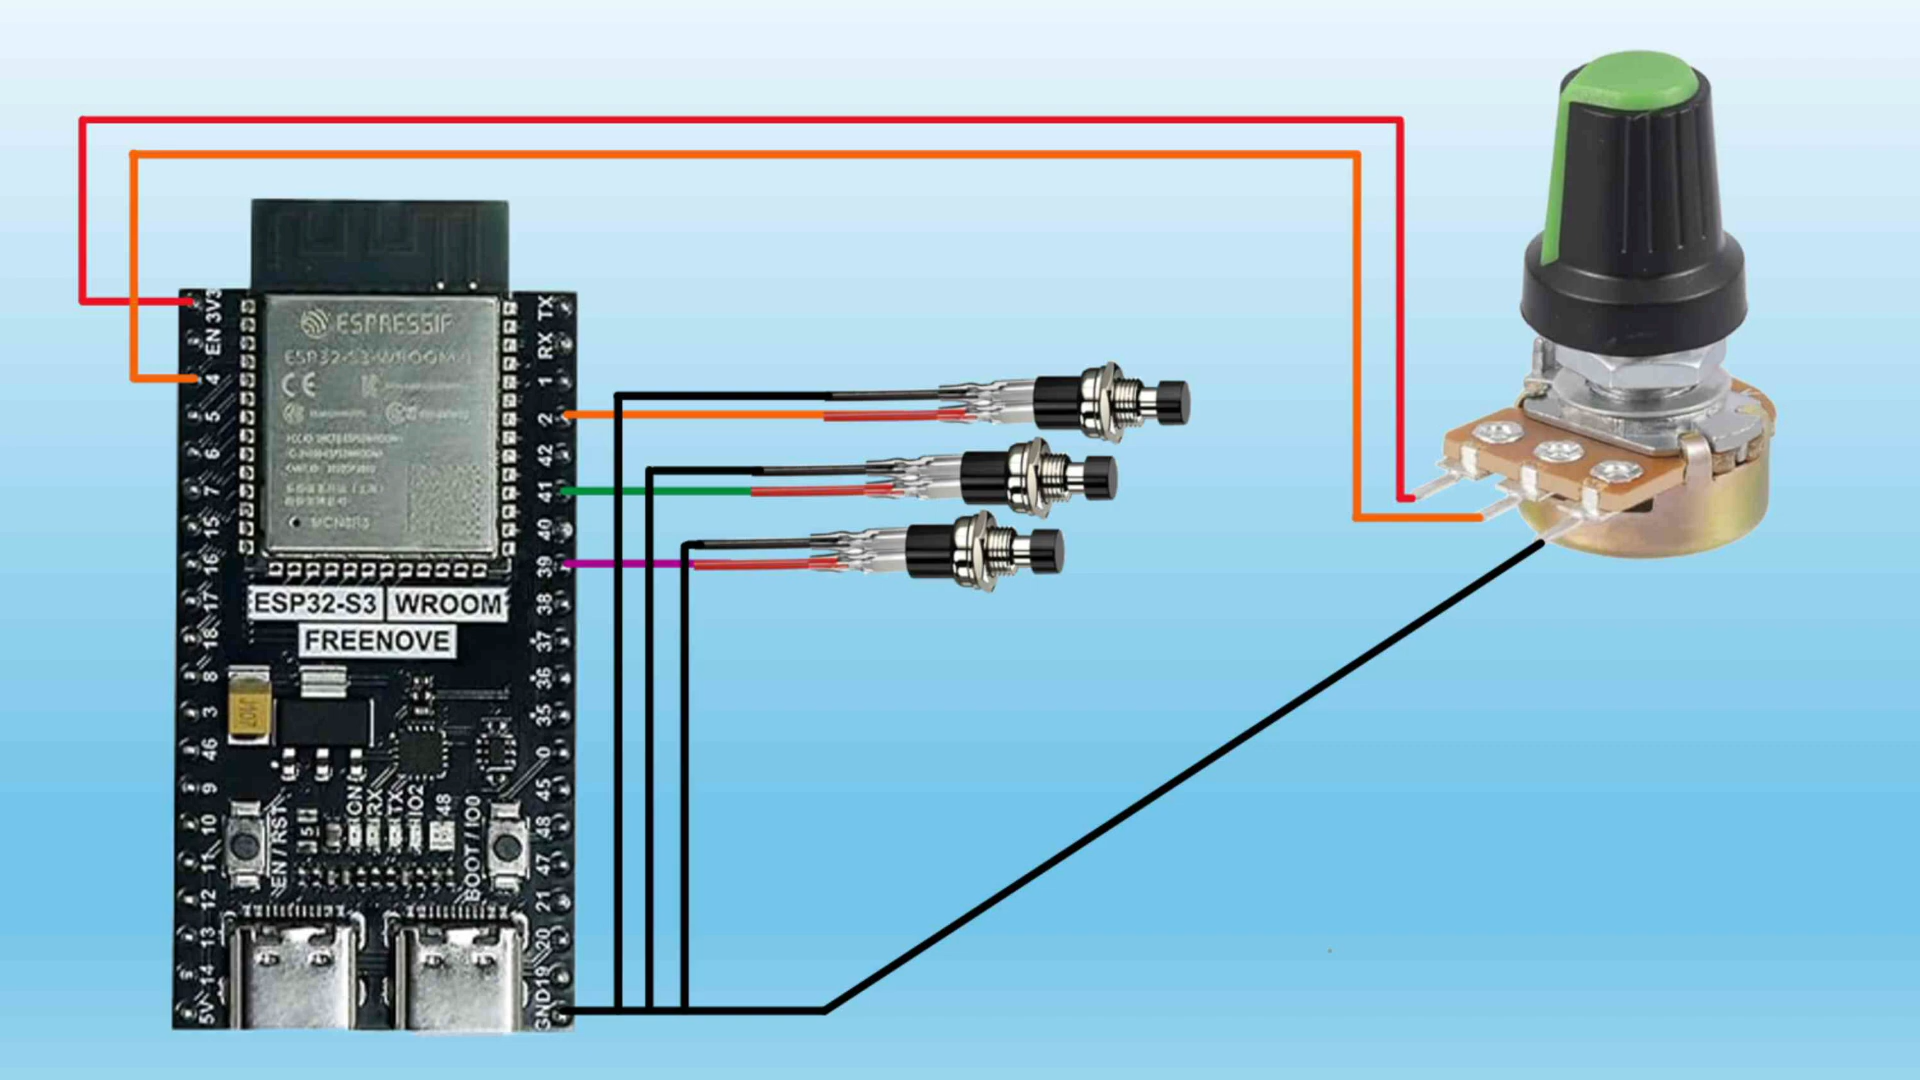 3V3
EN
4
5
6
7
15
16
17
18
8
3
46
9
10
11
12
13
14
5V
ESPRESSIF
ESP32-S3-WROOM-1
CE
MCN8R3
ESP32-S3
WROOM
FREENOVE
J107
EN / RST
5
RX
TX
IO2
48
BOOT / IO0
TX
RX
1
2
42
41
40
39
38
37
36
35
0
45
48
47
21
20
19
GND